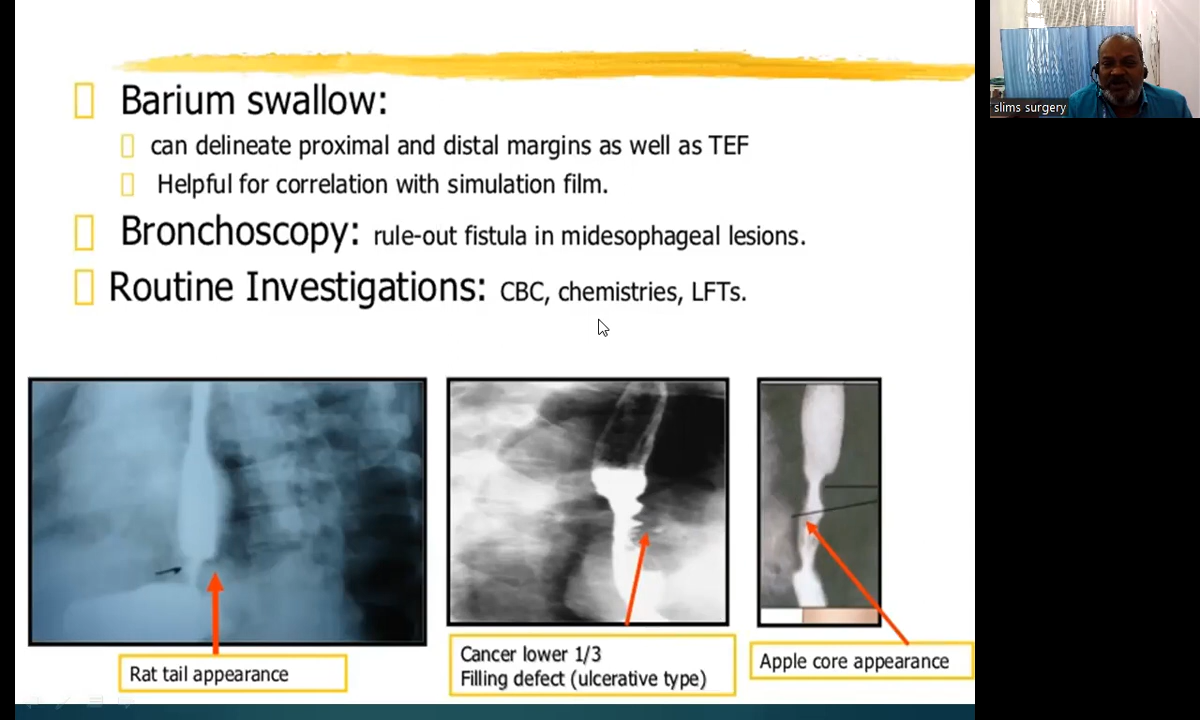 Barium swallow:
can delineate proximal and distal margins as well as TEF
Helpful for correlation with simulation film.
Bronchoscopy: rule-out fistula in midesophageal lesions.
Routine Investigations: CBC, chemistries, LFTs.
Rat tail appearance
Cancer lower 1/3
Filling defect (ulcerative type)
Apple core appearance
slims surgery